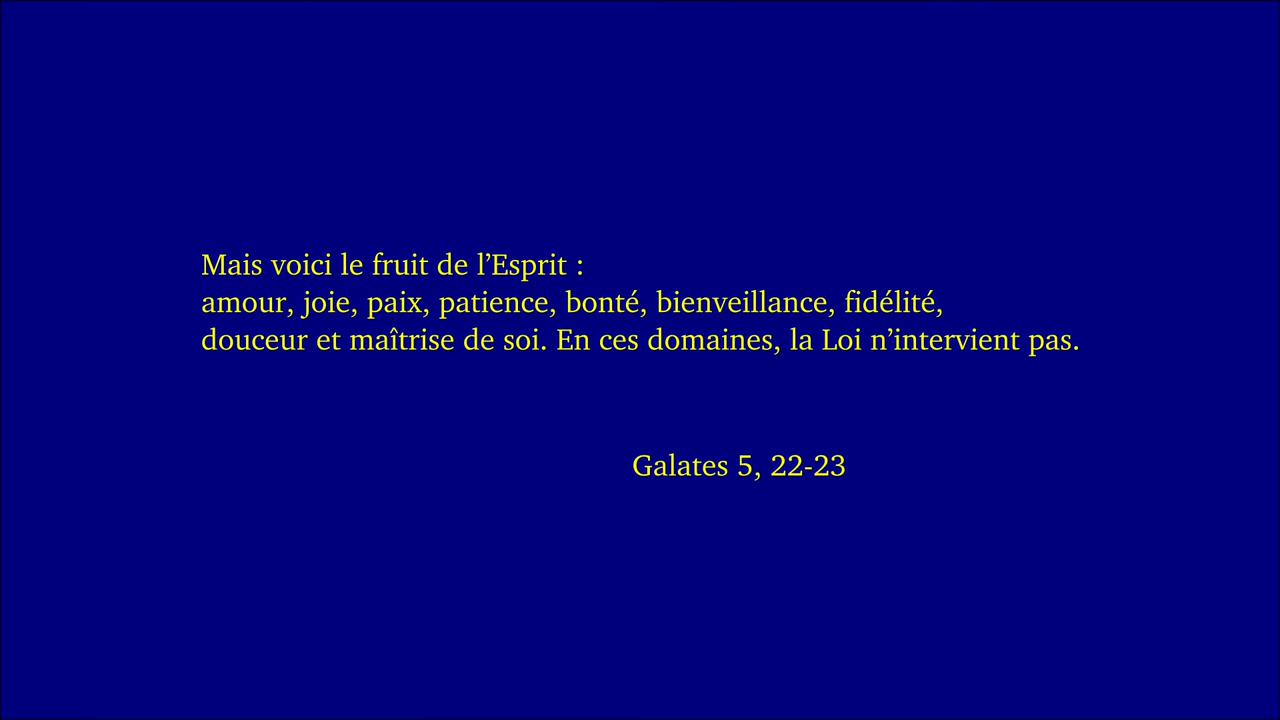 Mais voici le fruit de l’Esprit :
amour, joie, paix, patience, bonté, bienveillance, fidélité,
douceur et maîtrise de soi. En ces domaines, la Loi n’intervient pas.
Galates 5, 22-23